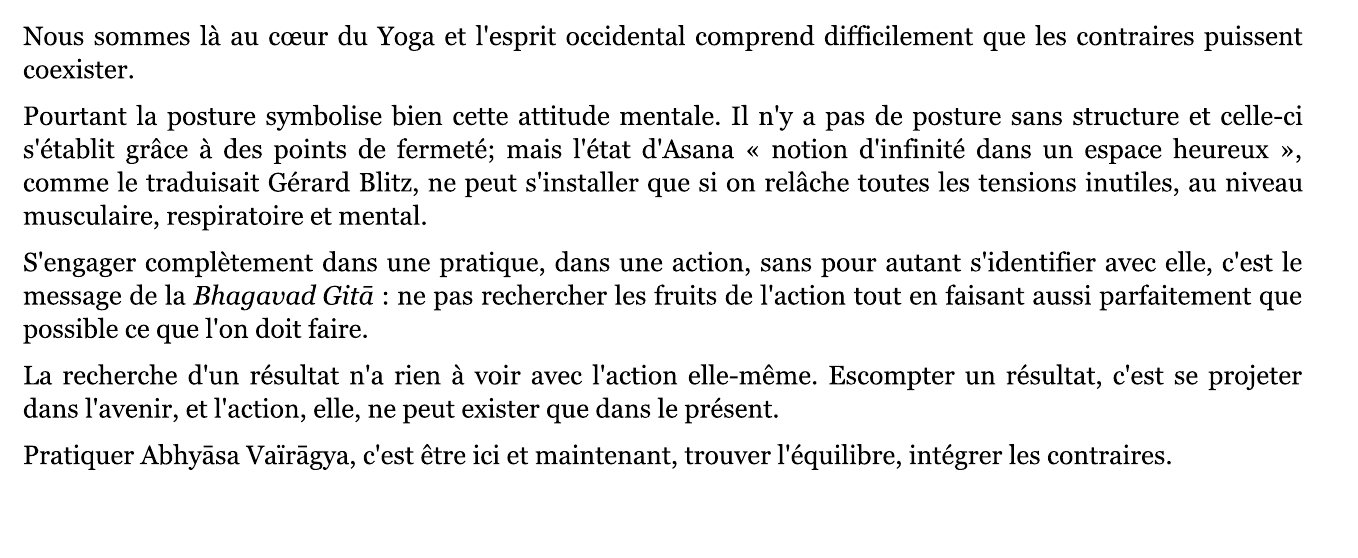 Nous sommes là au cœur du Yoga et l'esprit occidental comprend difficilement que les contraires puissent
coexister.
Pourtant la posture symbolise bien cette attitude mentale. Il n'y a pas de posture sans structure et celle-ci
s'établit grâce à des points de fermeté; mais l'état d'Asana « notion d'infinité dans un espace heureux »,
comme le traduisait Gérard Blitz, ne peut s'installer que si on relâche toutes les tensions inutiles, au niveau
musculaire, respiratoire et mental.
S'engager complètement dans une pratique, dans une action, sans pour autant s'identifier avec elle, c'est le
message de la Bhagavad Gitā : ne pas rechercher les fruits de l'action tout en faisant aussi parfaitement que
possible ce que l'on doit faire.
La recherche d'un résultat n'a rien à voir avec l'action elle-même. Escompter un résultat, c'est se projeter
dans l'avenir, et l'action, elle, ne peut exister que dans le présent.
Pratiquer Abhyāsa Vaïrāgya, c'est être ici et maintenant, trouver l'équilibre, intégrer les contraires.